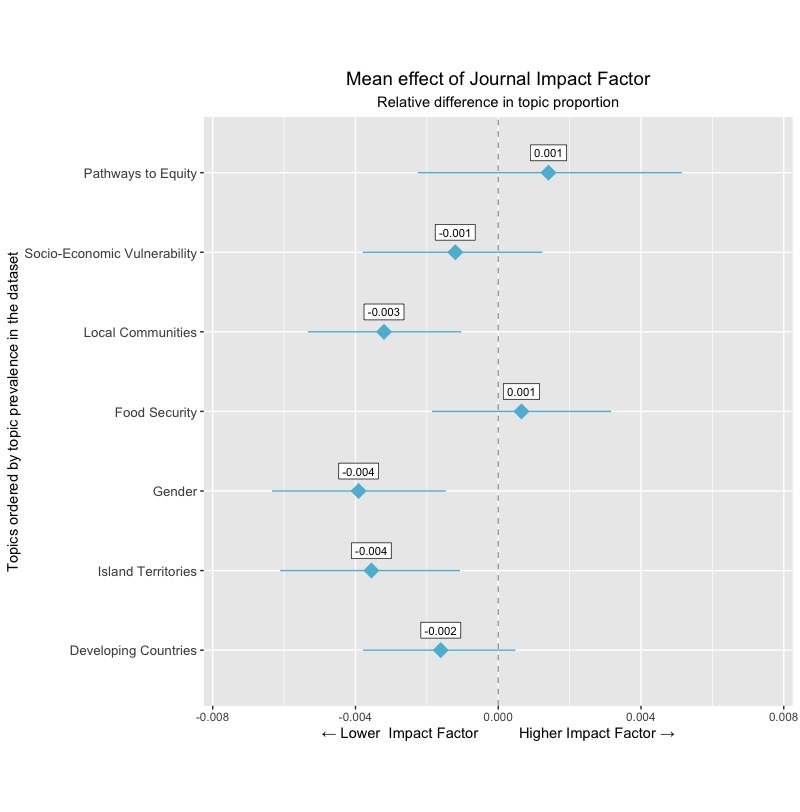 Mean effect of Journal Impact Factor
Relative difference in topic proportion
Topics ordered by topic prevalence in the dataset
Pathways to Equity
0.001
Socio-Economic Vulnerability
-0.001
Local Communities
-0.003
Food Security
0.001
Gender
-0.004
Island Territories
-0.004
Developing Countries
-0.002
-0.008 -0.004 0.000 0.004 0.008
← Lower  Impact Factor Higher Impact Factor →